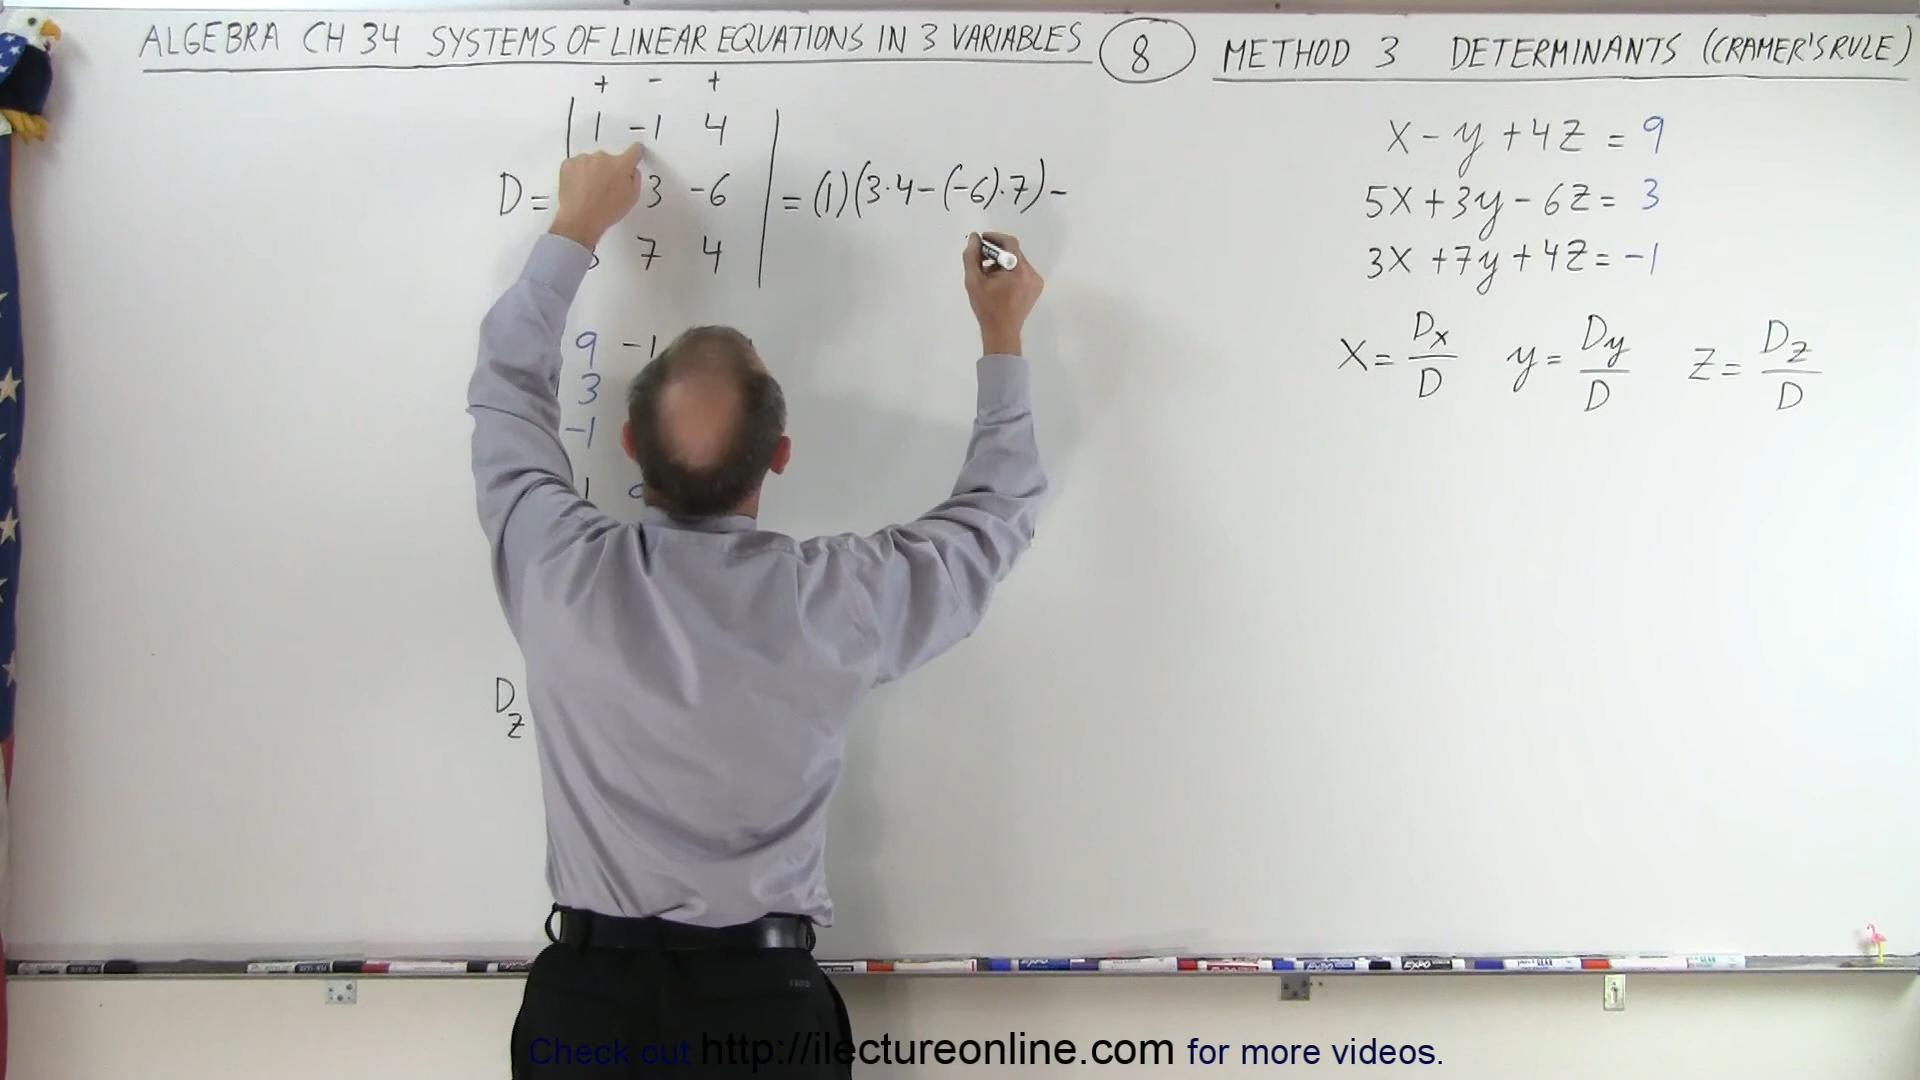 ALGEBRA CH 34 SYSTEMS OF LINEAR EQUATIONS IN 3 VARIABLES 8 METHOD 3 DETERMINANTS (CRAMER'S RULE)
+ - +
1 -1 4
D = 3 -6 = (1)(3·4-(-6)·7)-
7 4
9 -1
3
-1
1
D z
x - y + 4z = 9
5x + 3y - 6z = 3
3x + 7y + 4z = -1
x = Dx/D y = Dy/D z = Dz/D
Check out http://ilectureonline.com for more videos.